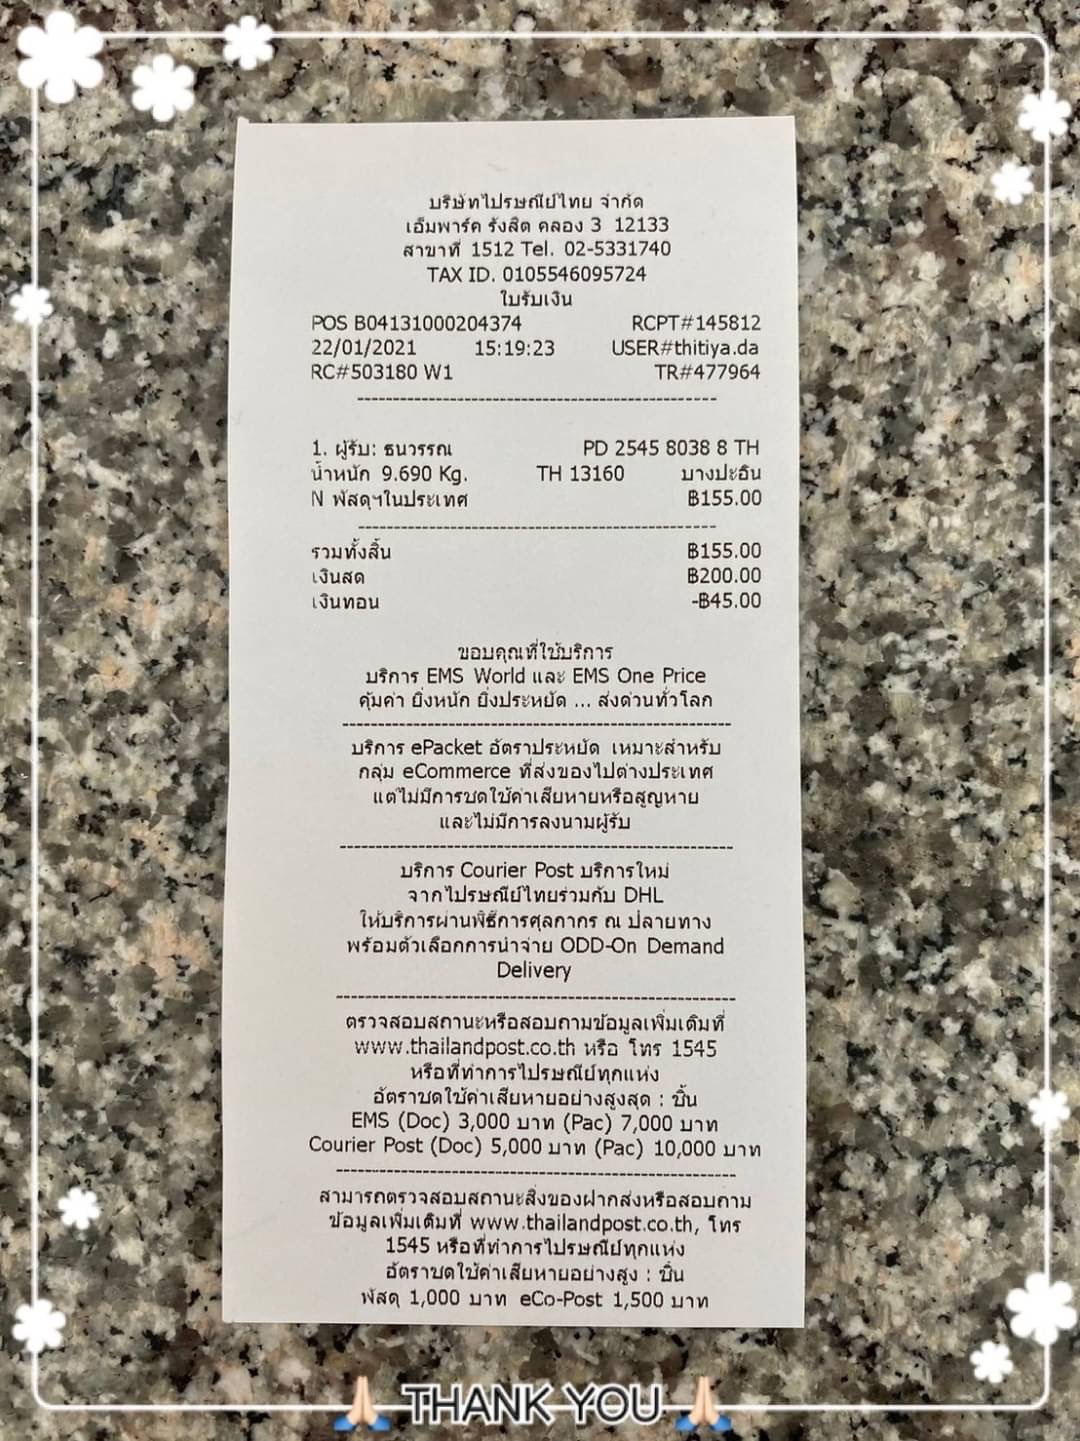 บริษัทไปรษณีย์ไทย จำกัด
เอ็มพาร์ค รังสิต คลอง 3 12133
สาขาที่ 1512 Tel. 02-5331740
TAX ID. 0105546095724
ใบรับเงิน
POS B04131000204374 RCPT#145812
22/01/2021 15:19:23 USER#thitiya.da
RC#503180 W1 TR#477964
1. ผู้รับ: ธนวรรณ PD 2545 8038 8 TH
น้ำหนัก 9.690 Kg. TH 13160 บางปะอิน
N พัสดุฯในประเทศ ฿155.00
รวมทั้งสิ้น ฿155.00
เงินสด ฿200.00
เงินทอน -฿45.00
ขอบคุณที่ใช้บริการ
บริการ EMS World และ EMS One Price
คุ้มค่า ยิ่งหนัก ยิ่งประหยัด ... ส่งด่วนทั่วโลก
บริการ ePacket อัตราประหยัด เหมาะสำหรับ
กลุ่ม eCommerce ที่ส่งของไปต่างประเทศ
แต่ไม่มีการชดใช้ค่าเสียหายหรือสูญหาย
และไม่มีการลงนามผู้รับ
บริการ Courier Post บริการใหม่
จากไปรษณีย์ไทยร่วมกับ DHL
ให้บริการผ่านพิธีการศุลกากร ณ ปลายทาง
พร้อมตัวเลือกการนำจ่าย ODD-On Demand
Delivery
ตรวจสอบสถานะหรือสอบถามข้อมูลเพิ่มเติมที่
www.thailandpost.co.th หรือ โทร 1545
หรือที่ทำการไปรษณีย์ทุกแห่ง
อัตราชดใช้ค่าเสียหายอย่างสูงสุด : ชิ้น
EMS (Doc) 3,000 บาท (Pac) 7,000 บาท
Courier Post (Doc) 5,000 บาท (Pac) 10,000 บาท
สามารถตรวจสอบสถานะสิ่งของฝากส่งหรือสอบถาม
ข้อมูลเพิ่มเติมที่ www.thailandpost.co.th, โทร
1545 หรือที่ทำการไปรษณีย์ทุกแห่ง
อัตราชดใช้ค่าเสียหายอย่างสูง : ชิ้น
พัสดุ 1,000 บาท eCo-Post 1,500 บาท
🙏🏻 THANK YOU 🙏🏻